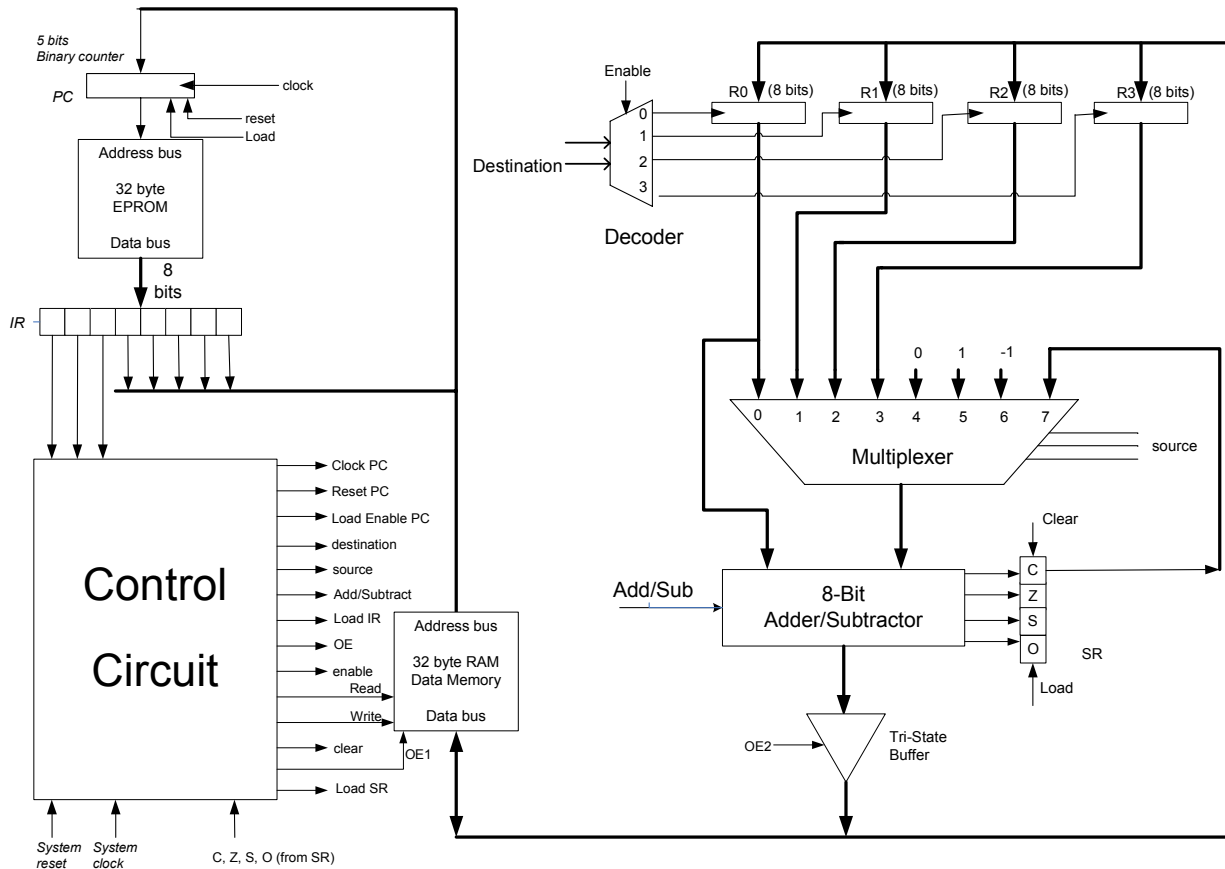 5 bits
Binary counter
PC
clock
reset
Load
Address bus
32 byte
EPROM
Data bus
8
bits
IR
Control
Circuit
Clock PC
Reset PC
Load Enable PC
destination
source
Add/Subtract
Load IR
OE
enable
Read
Write
clear
OE1
Load SR
System
reset
System
clock
C, Z, S, O (from SR)
Address bus
32 byte RAM
Data Memory
Data bus
Enable
Destination
0
1
2
3
Decoder
R0 (8 bits)
R1 (8 bits)
R2 (8 bits)
R3 (8 bits)
0 1 -1
0 1 2 3 4 5 6 7
Multiplexer
source
Clear
Add/Sub
8-Bit
Adder/Subtractor
C
Z
S
O
SR
Load
OE2
Tri-State
Buffer